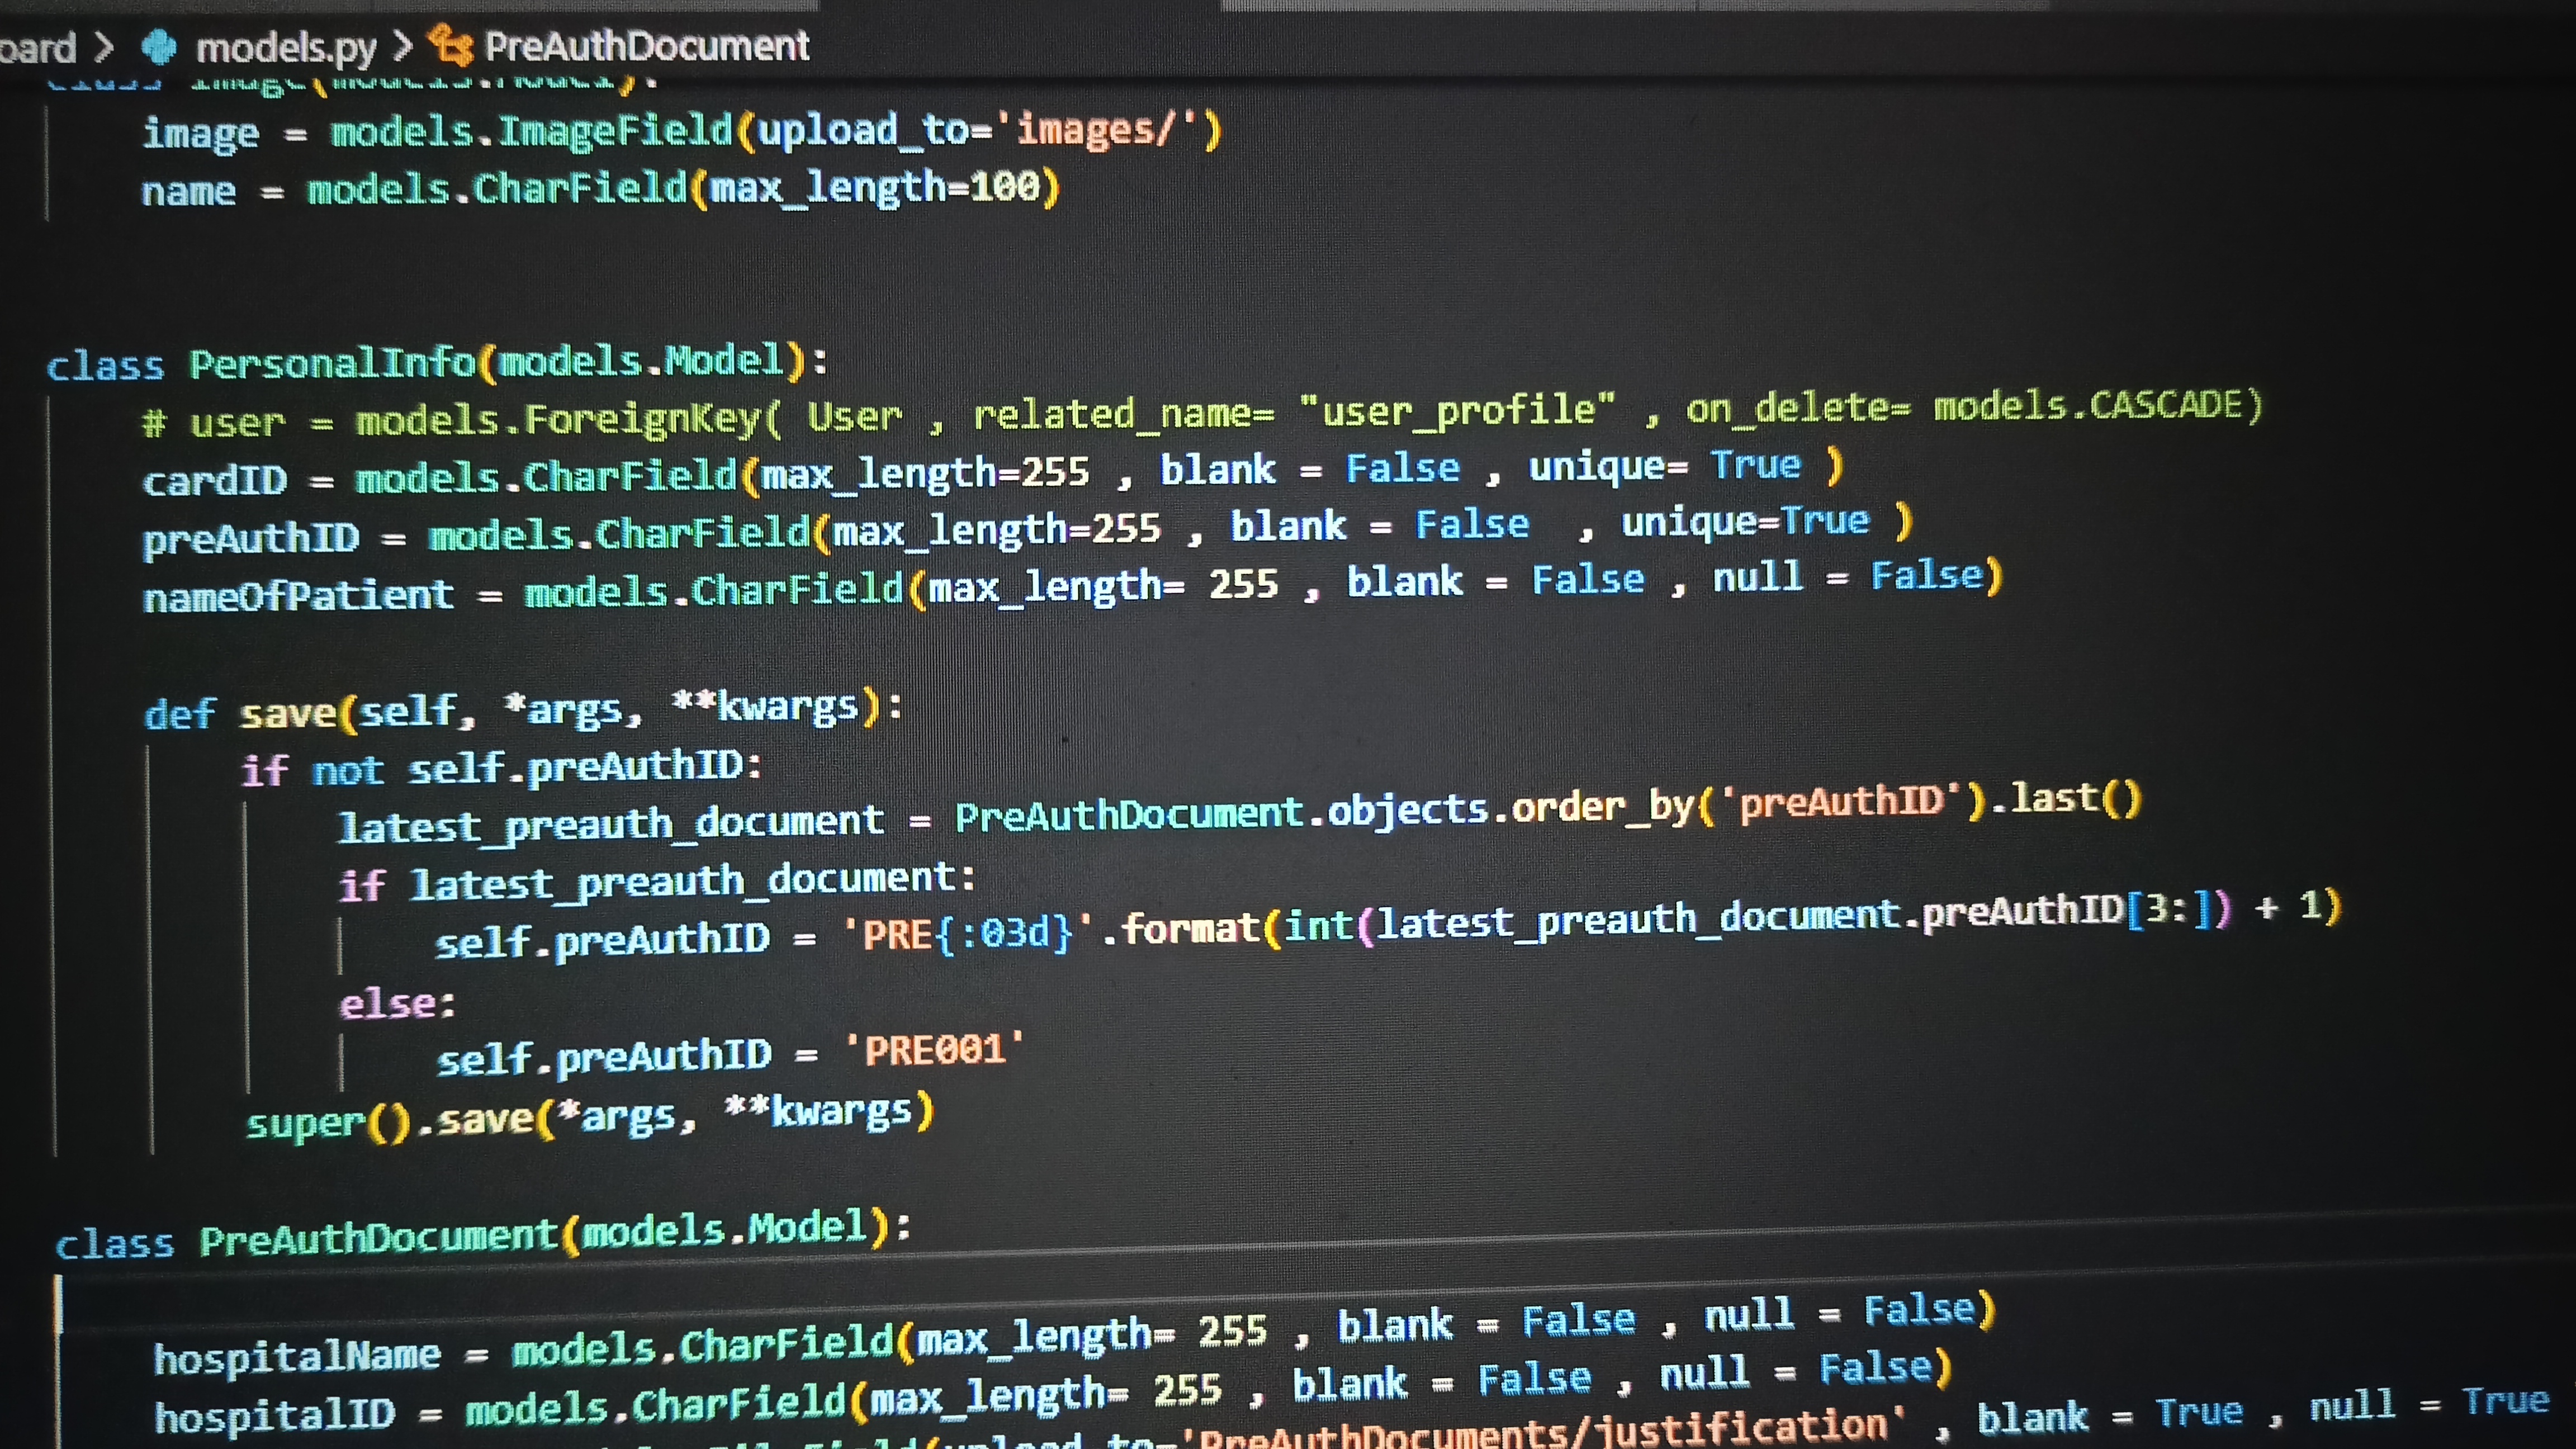 oard > models.py > PreAuthDocument
class Image(models.Model):
image = models.ImageField(upload_to='images/')
name = models.CharField(max_length=100)
class PersonalInfo(models.Model):
# user = models.ForeignKey( User , related_name= "user_profile" , on_delete= models.CASCADE)
cardID = models.CharField(max_length=255 , blank = False , unique= True )
preAuthID = models.CharField(max_length=255 , blank = False  , unique=True )
nameOfPatient = models.CharField(max_length= 255 , blank = False , null = False)
def save(self, *args, **kwargs):
if not self.preAuthID:
latest_preauth_document = PreAuthDocument.objects.order_by('preAuthID').last()
if latest_preauth_document:
self.preAuthID = 'PRE{:03d}'.format(int(latest_preauth_document.preAuthID[3:]) + 1)
else:
self.preAuthID = 'PRE001'
super().save(*args, **kwargs)
class PreAuthDocument(models.Model):
hospitalName = models.CharField(max_length= 255 , blank = False , null = False)
hospitalID = models.CharField(max_length= 255 , blank = False , null = False)
'PreAuthDocuments/justification' , blank = True , null = True